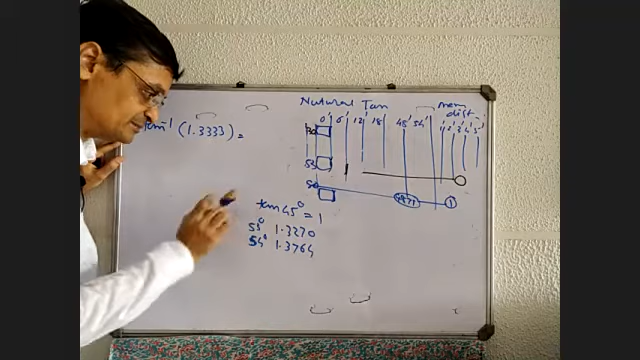 Natural Tan
mean
diff.
0' 6' 12' 18' 48' 54' 1' 2' 3' 4' 5'
tan⁻¹ (1.3333) =
53
tan 45° = 1
53° 1.3270
54° 1.3764